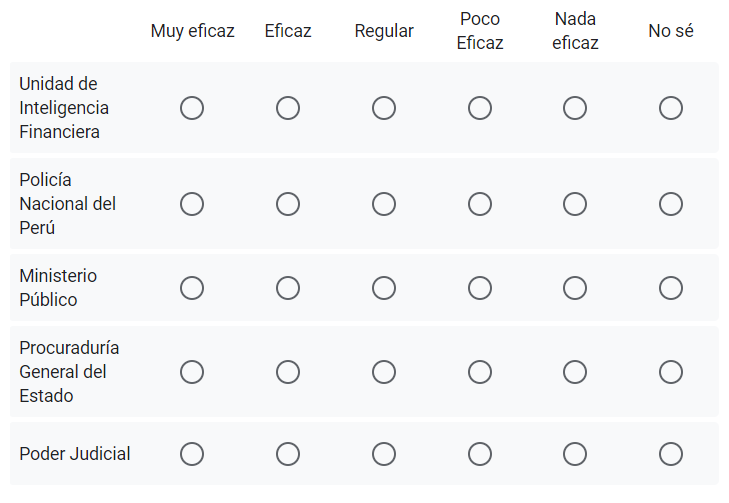 Muy eficaz Eficaz Regular Poco Eficaz Nada eficaz No sé
Unidad de
Inteligencia
Financiera
Policía
Nacional del
Perú
Ministerio
Público
Procuraduría
General del
Estado
Poder Judicial